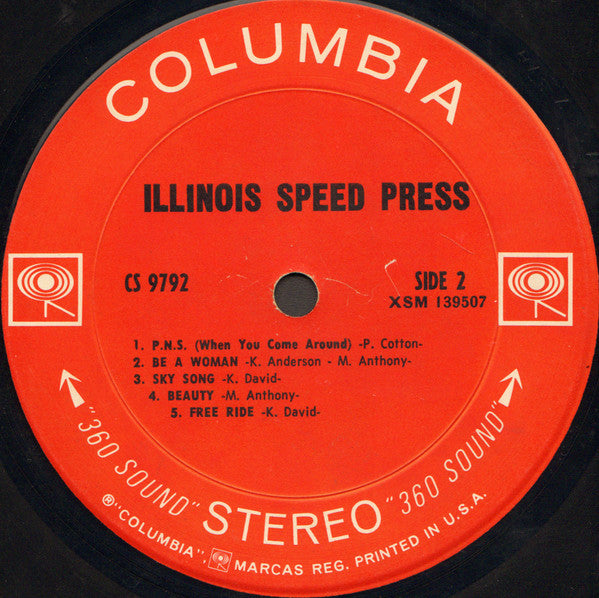 COLUMBIA
ILLINOIS SPEED PRESS
CS 9792
SIDE 2
XSM 139507
1. P.N.S. (When You Come Around) -P. Cotton-
2. BE A WOMAN -K. Anderson - M. Anthony-
3. SKY SONG -K. David-
4. BEAUTY -M. Anthony-
5. FREE RIDE -K. David-
"360 SOUND" STEREO "360 SOUND"
® "COLUMBIA", MARCAS REG. PRINTED IN U.S.A.